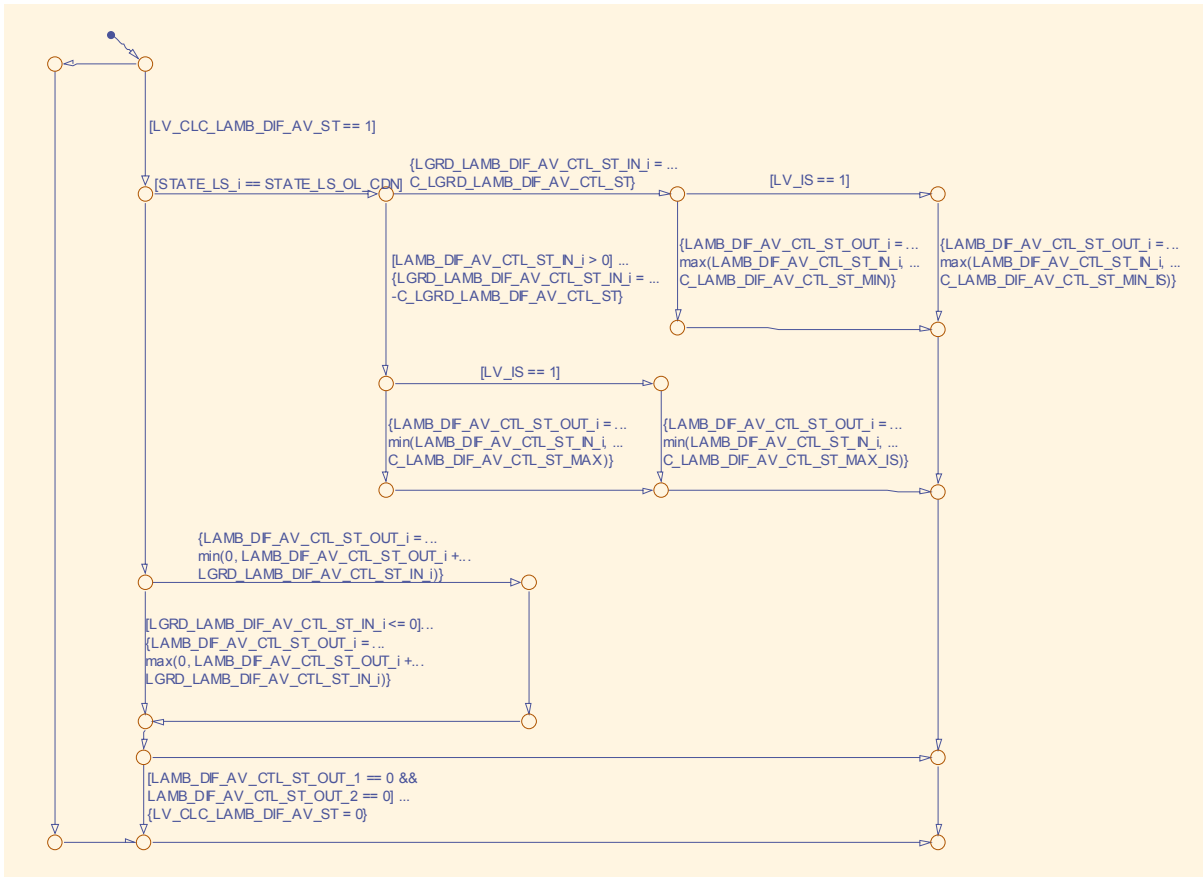 [LV_CLC_LAMB_DIF_AV_ST == 1]
[STATE_LS_i == STATE_LS_OL_CDN]
{LGRD_LAMB_DIF_AV_CTL_ST_IN_i = ...
C_LGRD_LAMB_DIF_AV_CTL_ST}
[LV_IS == 1]
[LAMB_DIF_AV_CTL_ST_IN_i > 0] ...
{LGRD_LAMB_DIF_AV_CTL_ST_IN_i = ...
-C_LGRD_LAMB_DIF_AV_CTL_ST}
{LAMB_DIF_AV_CTL_ST_OUT_i = ...
max(LAMB_DIF_AV_CTL_ST_IN_i, ...
C_LAMB_DIF_AV_CTL_ST_MIN)}
{LAMB_DIF_AV_CTL_ST_OUT_i = ...
max(LAMB_DIF_AV_CTL_ST_IN_i, ...
C_LAMB_DIF_AV_CTL_ST_MIN_IS)}
[LV_IS == 1]
{LAMB_DIF_AV_CTL_ST_OUT_i = ...
min(LAMB_DIF_AV_CTL_ST_IN_i, ...
C_LAMB_DIF_AV_CTL_ST_MAX)}
{LAMB_DIF_AV_CTL_ST_OUT_i = ...
min(LAMB_DIF_AV_CTL_ST_IN_i, ...
C_LAMB_DIF_AV_CTL_ST_MAX_IS)}
{LAMB_DIF_AV_CTL_ST_OUT_i = ...
min(0, LAMB_DIF_AV_CTL_ST_OUT_i +...
LGRD_LAMB_DIF_AV_CTL_ST_IN_i)}
[LGRD_LAMB_DIF_AV_CTL_ST_IN_i <= 0]...
{LAMB_DIF_AV_CTL_ST_OUT_i = ...
max(0, LAMB_DIF_AV_CTL_ST_OUT_i +...
LGRD_LAMB_DIF_AV_CTL_ST_IN_i)}
[LAMB_DIF_AV_CTL_ST_OUT_1 == 0 &&
LAMB_DIF_AV_CTL_ST_OUT_2 == 0] ...
{LV_CLC_LAMB_DIF_AV_ST = 0}